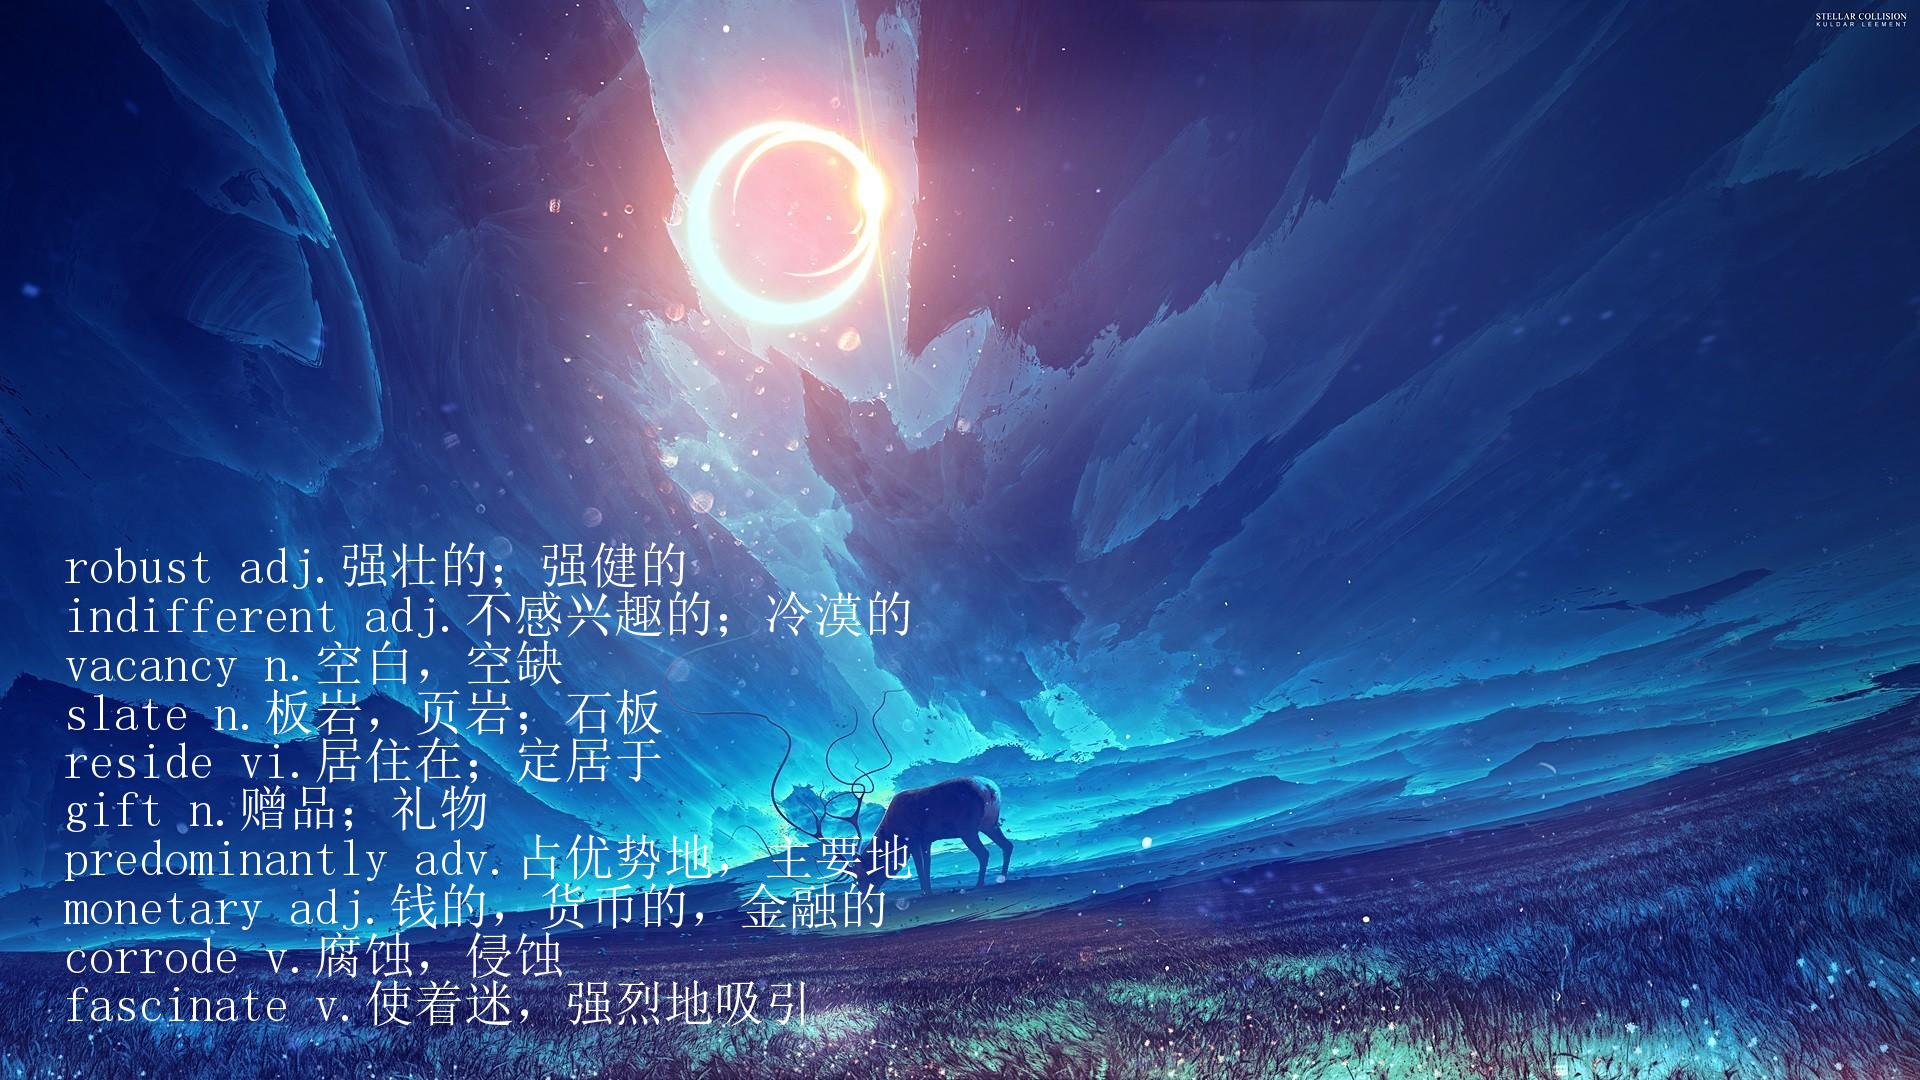 STELLAR COLLISION
KULDAR LEEMENT
robust adj.强壮的；强健的
indifferent adj.不感兴趣的；冷漠的
vacancy n.空白，空缺
slate n.板岩，页岩；石板
reside vi.居住在；定居于
gift n.赠品；礼物
predominantly adv.占优势地，主要地
monetary adj.钱的，货币的，金融的
corrode v.腐蚀，侵蚀
fascinate v.使着迷，强烈地吸引